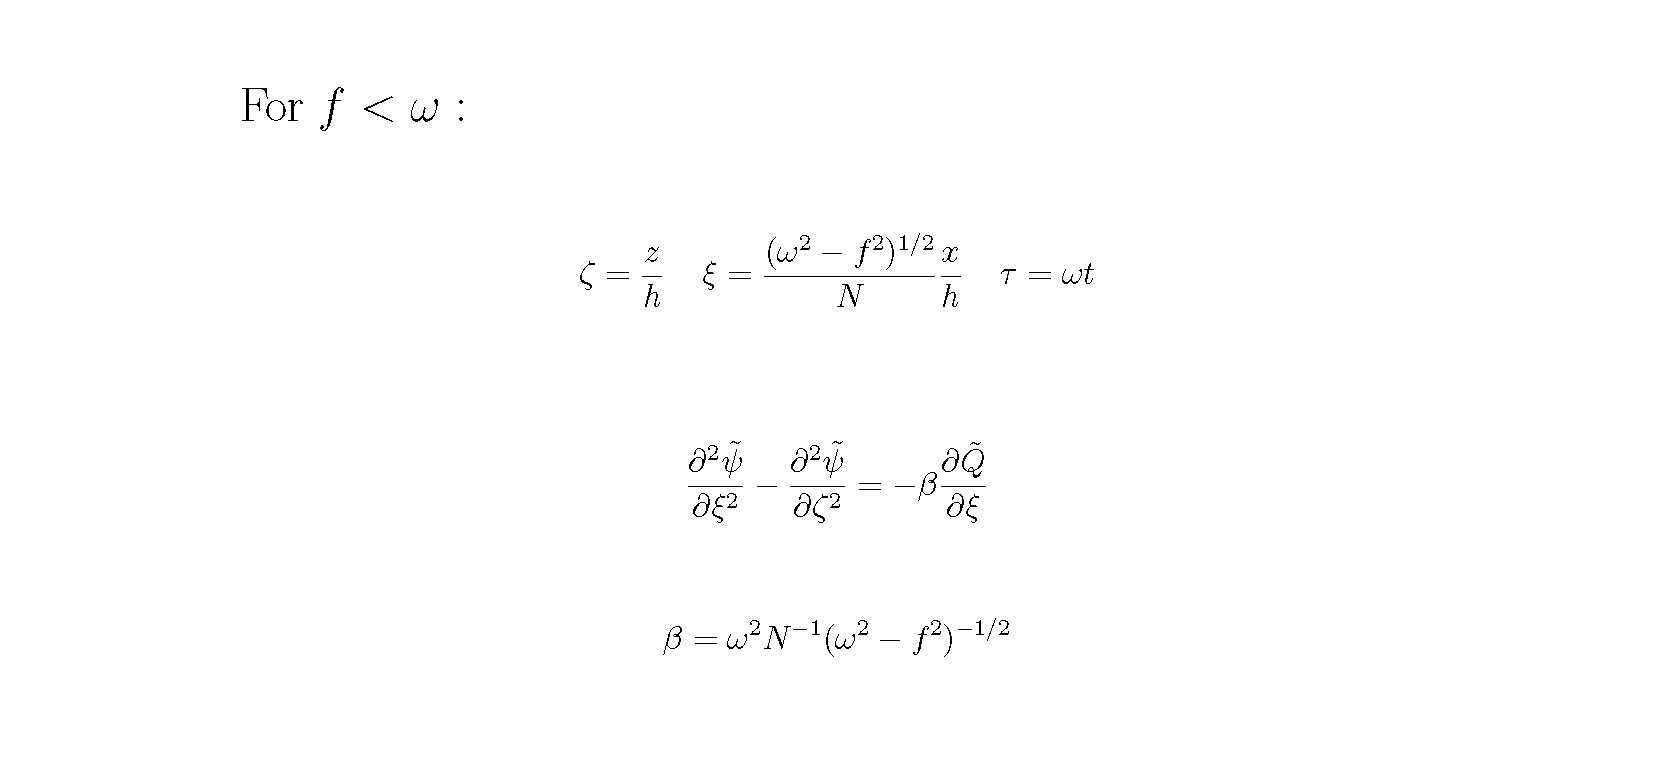 For f < ω :
ζ = z/h   ξ = (ω² − f²)^{1/2}/N x/h   τ = ωt
∂²ψ̃/∂ξ² − ∂²ψ̃/∂ζ² = −β ∂Q̃/∂ξ
β = ω²N⁻¹(ω² − f²)^{−1/2}